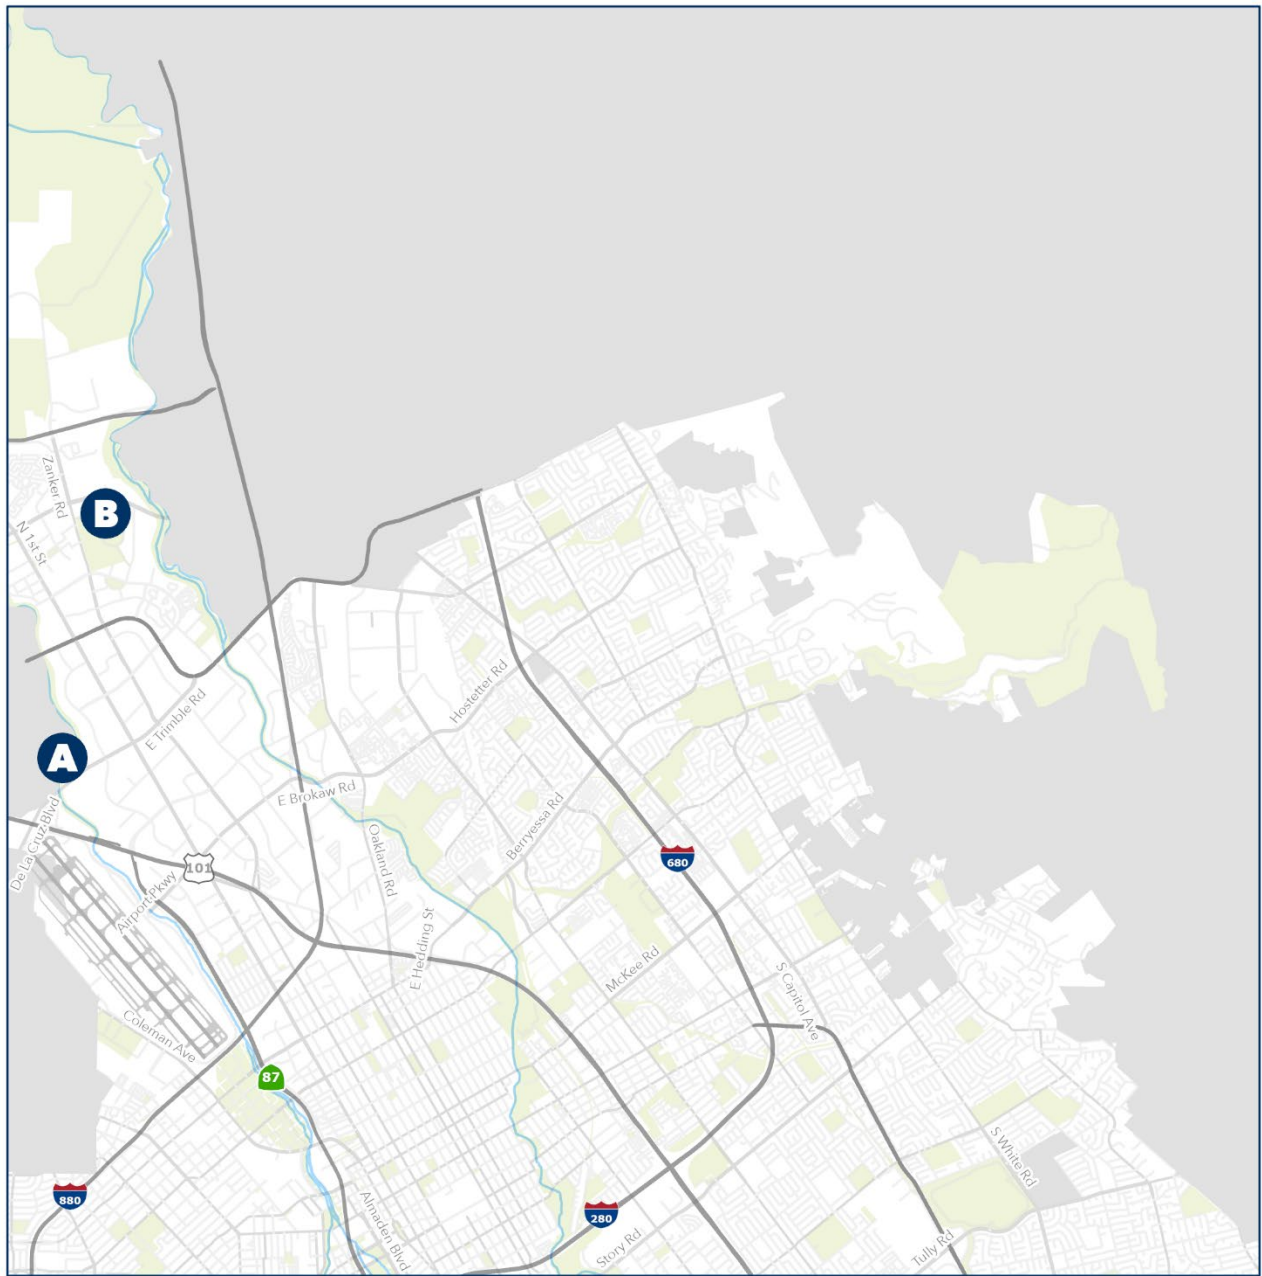 Zanker Rd
B
N 1st St
Hostetter Rd
E Trimble Rd
A
E Brokaw Rd
De La Cruz Blvd
Berryessa Rd
Oakland Rd
101
680
Airport Pkwy
E Hedding St
McKee Rd
S Capitol Ave
Coleman Ave
87
S White Rd
880
280
Almaden Blvd
Story Rd
Tully Rd